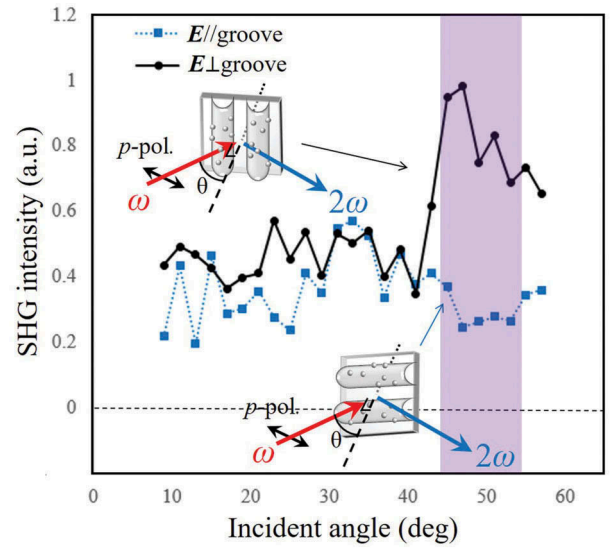 1.2
1
0.8
0.6
0.4
0.2
0
SHG intensity (a.u.)
E//groove
E⊥groove
p-pol.
ω
θ
2ω
p-pol.
ω
θ
2ω
0 10 20 30 40 50 60
Incident angle (deg)